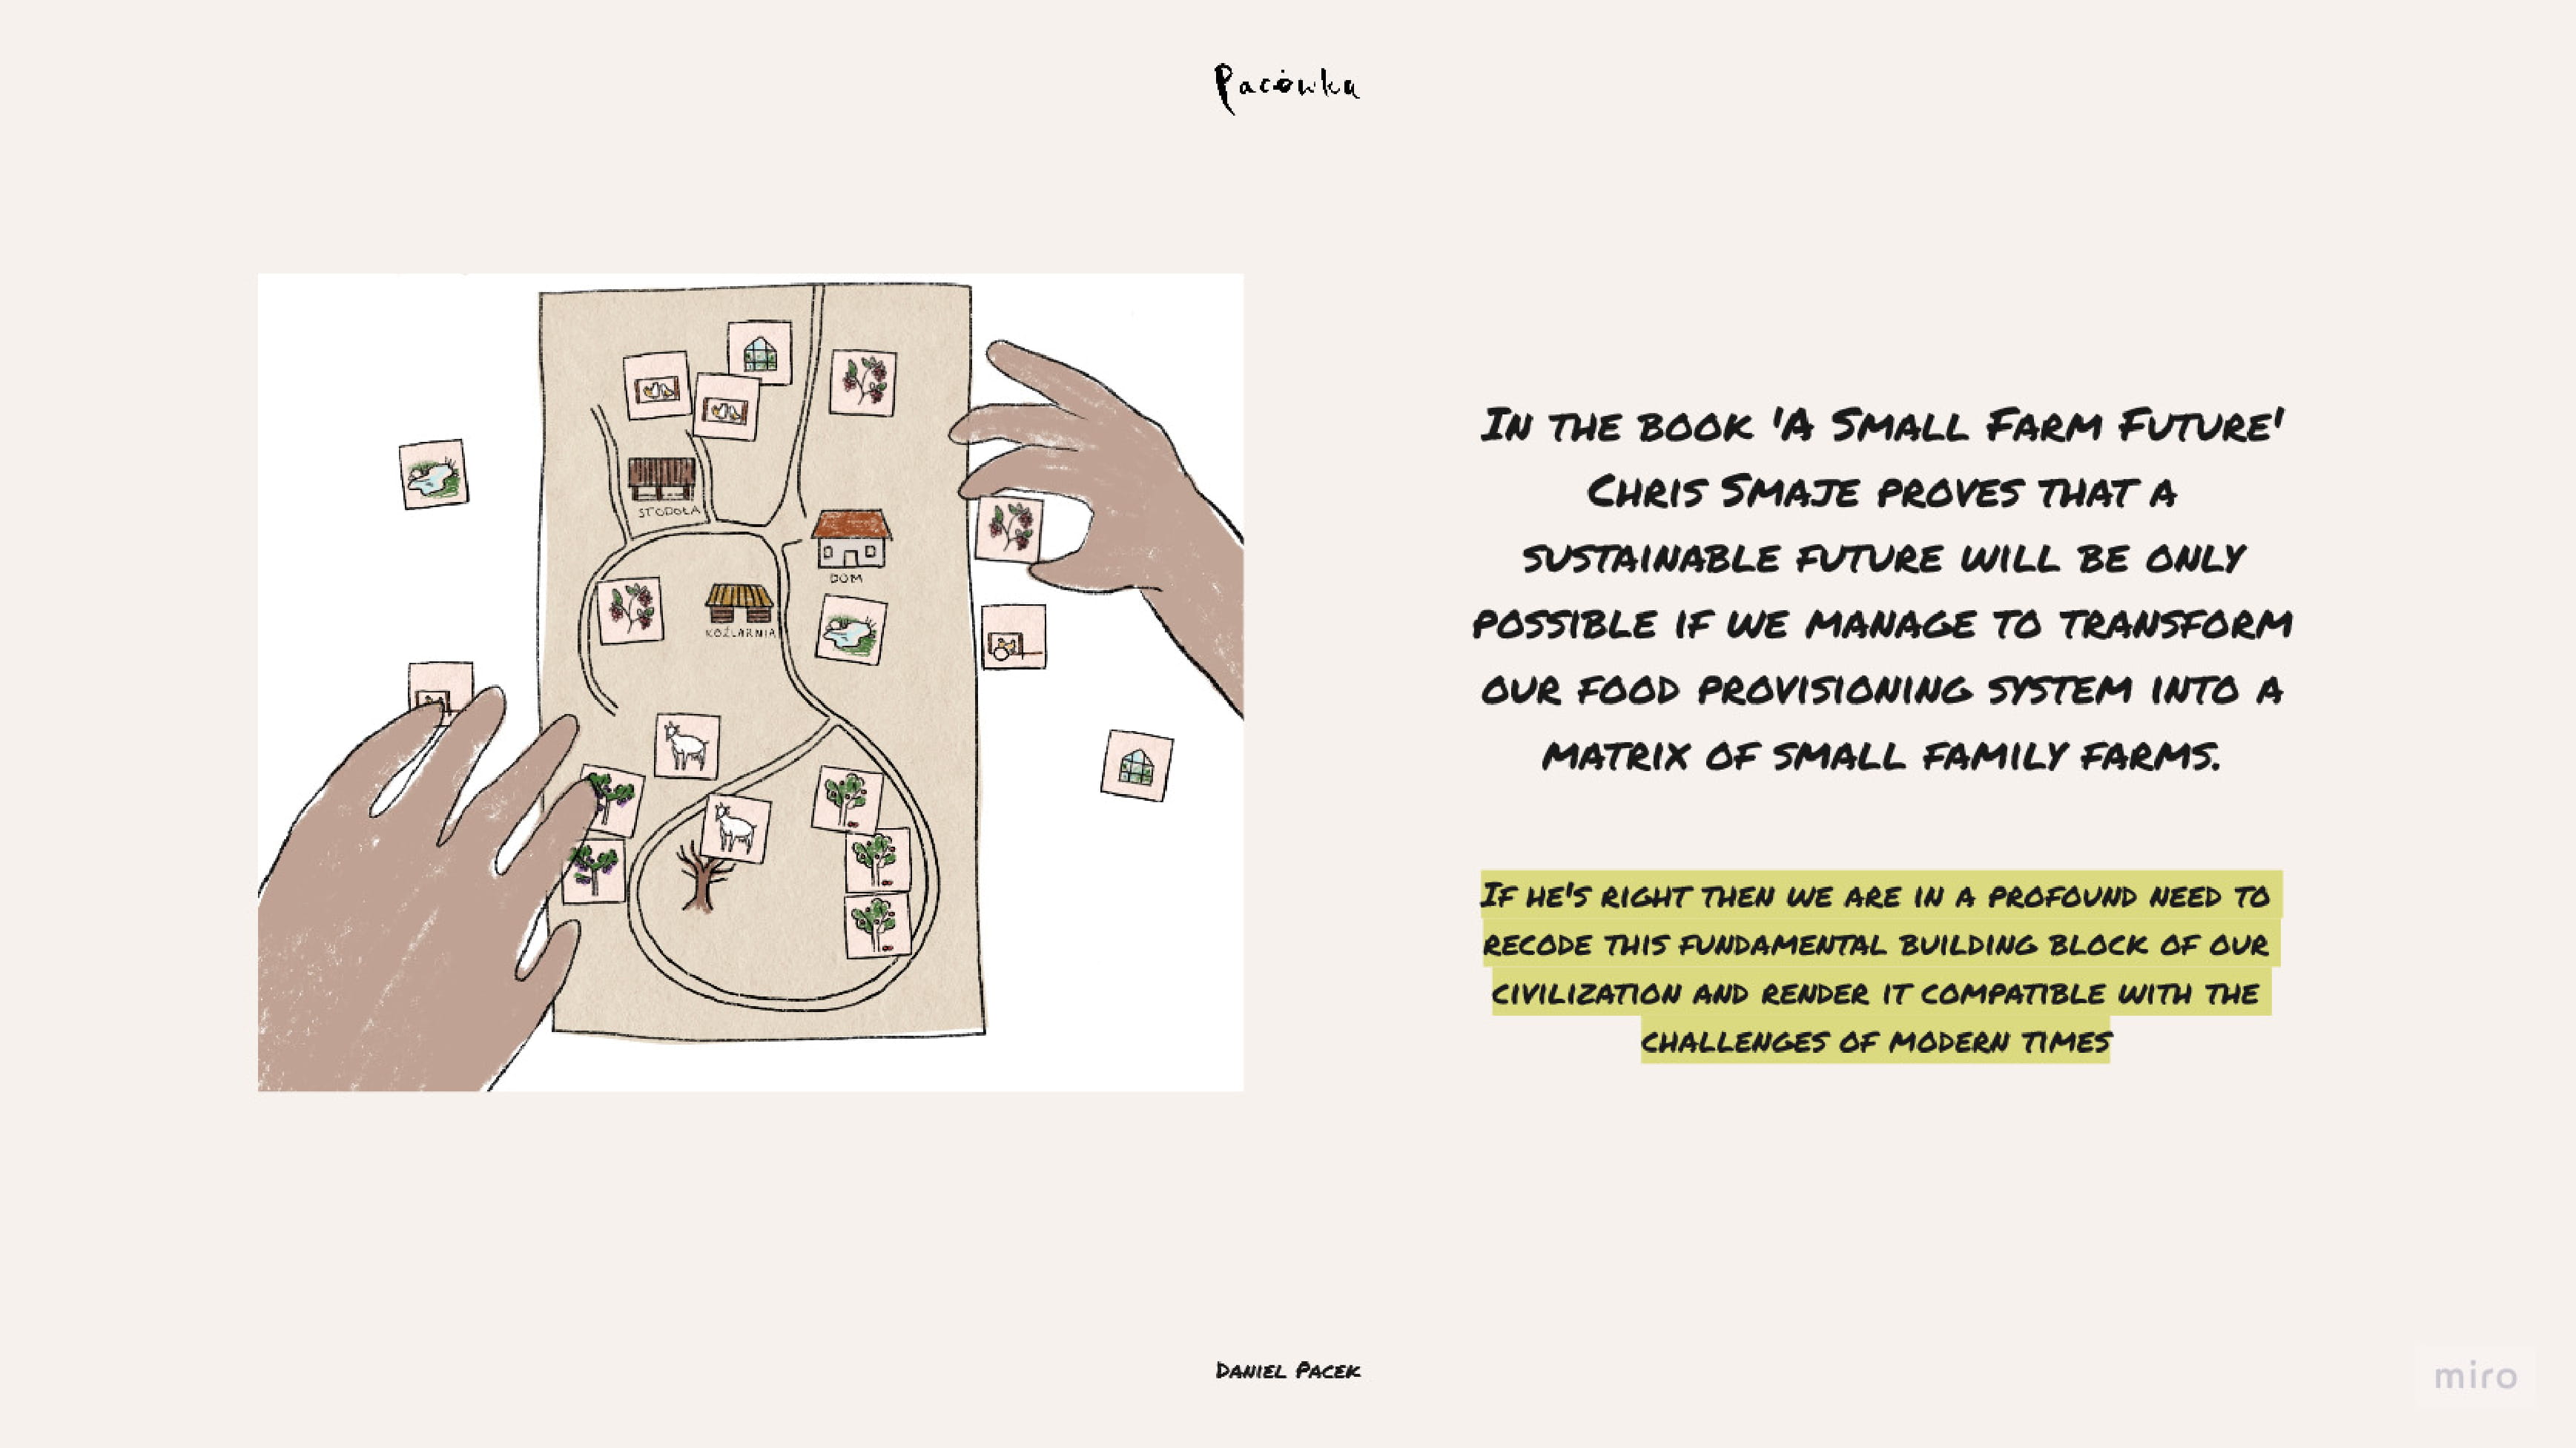 Pacówka
STODOŁA
DOM
KOŹLARNIA
In the book 'A Small Farm Future'
Chris Smaje proves that a
sustainable future will be only
possible if we manage to transform
our food provisioning system into a
matrix of small family farms.
If he's right then we are in a profound need to
recode this fundamental building block of our
civilization and render it compatible with the
challenges of modern times
Daniel Pacek
miro